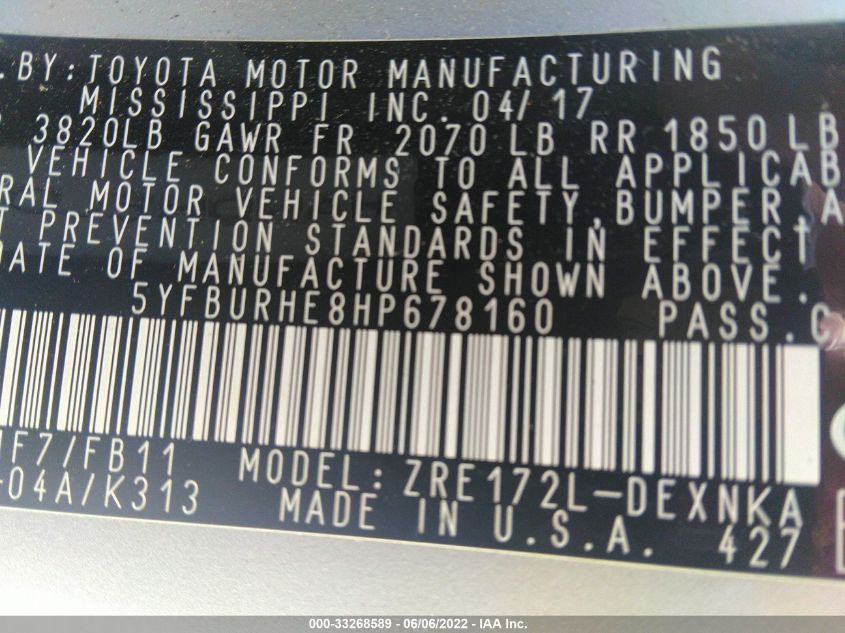 . BY: TOYOTA MOTOR MANUFACTURING
MISSISSIPPI INC. 04/17
3820LB GAWR FR 2070 LB RR 1850 LB
VEHICLE CONFORMS TO ALL APPLICAB
RAL MOTOR VEHICLE SAFETY, BUMPER, A
T PREVENTION STANDARDS IN EFFECT
DATE OF MANUFACTURE SHOWN ABOVE.
5YFBURHE8HP678160 PASS. C
F7/FB11 MODEL: ZRE172L-DEXNKA
-04A/K313 MADE IN U.S.A. 427
000-33268589 - 06/06/2022 - IAA Inc.